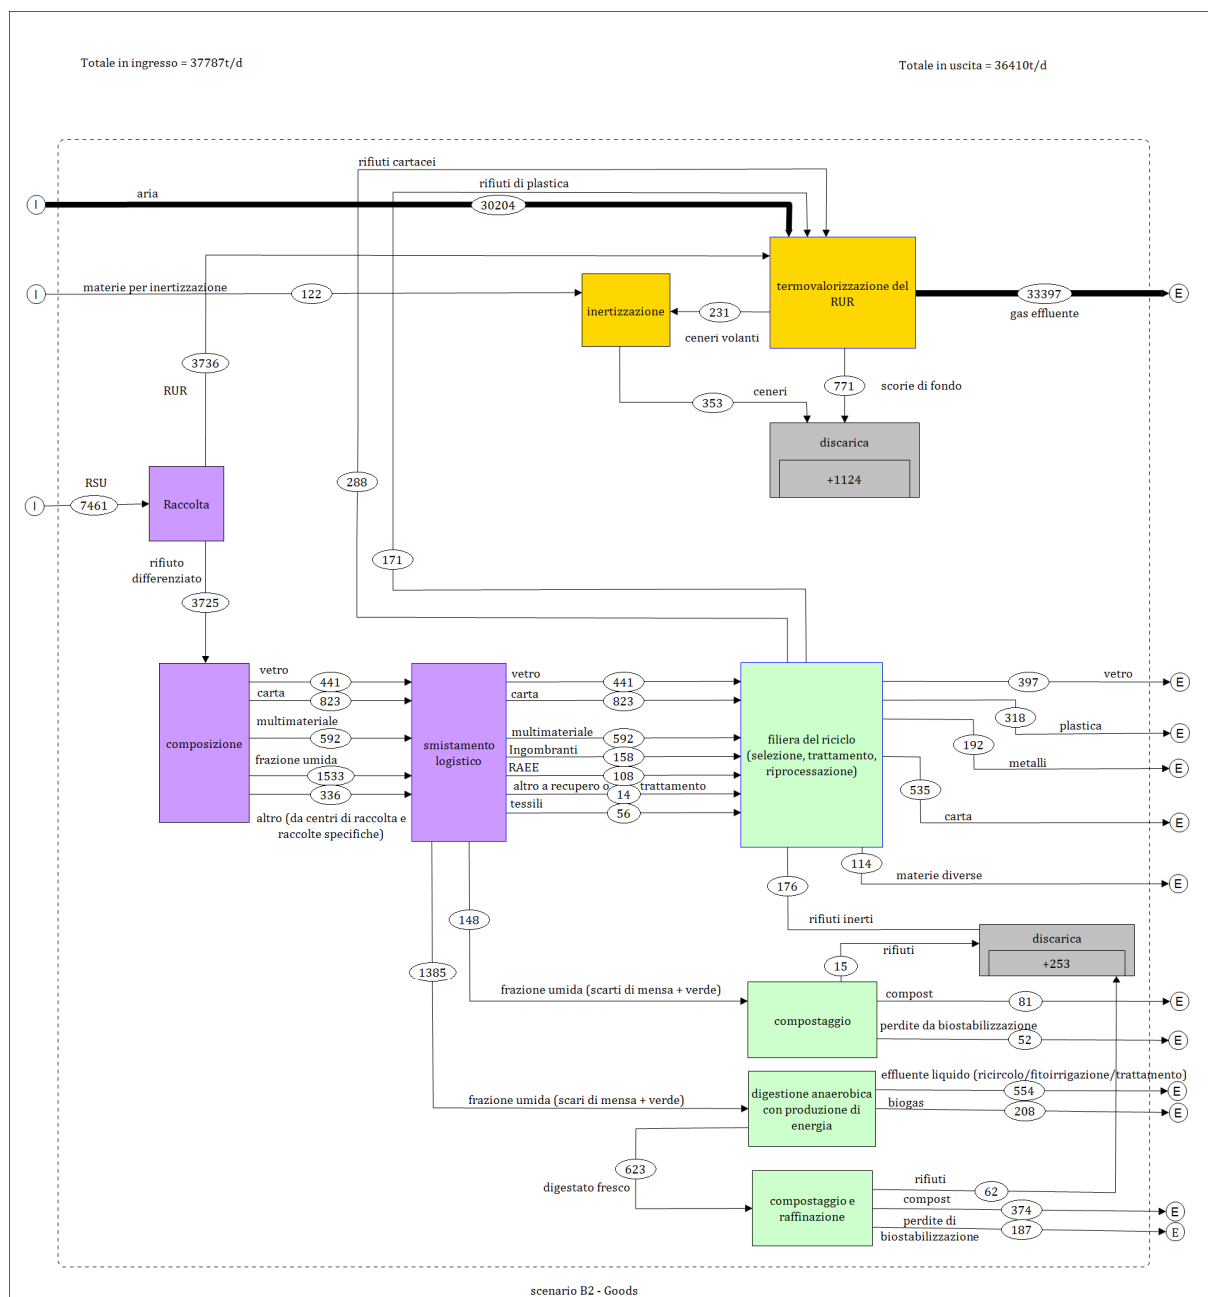 Totale in ingresso = 37787t/d
Totale in uscita = 36410t/d
rifiuti cartacei
rifiuti di plastica
aria
I
30204
termovalorizzazione del
RUR
I
materie per inertizzazione
122
inertizzazione
231
ceneri volanti
33397
E
gas effluente
3736
RUR
353
ceneri
771
scorie di fondo
discarica
+1124
288
RSU
I
7461
Raccolta
171
rifiuto
differenziato
3725
composizione
vetro
441
carta
823
multimateriale
592
frazione umida
1533
336
altro (da centri di raccolta e
raccolte specifiche)
smistamento
logistico
vetro
441
carta
823
multimateriale
592
Ingombranti
158
RAEE
108
altro a recupero o
trattamento
14
tessili
56
filiera del riciclo
(selezione, trattamento,
riprocessazione)
397
vetro
E
318
plastica
E
192
metalli
E
535
carta
E
114
materie diverse
E
176
rifiuti inerti
discarica
+253
148
1385
15
rifiuti
frazione umida (scarti di mensa + verde)
compostaggio
compost
81
E
perdite da biostabilizzazione
52
E
frazione umida (scari di mensa + verde)
digestione anaerobica
con produzione di
energia
effluente liquido (ricircolo/fitoirrigazione/trattamento)
554
E
biogas
208
E
623
digestato fresco
compostaggio e
raffinazione
rifiuti
62
compost
374
E
perdite di
biostabilizzazione
187
E
scenario B2 - Goods